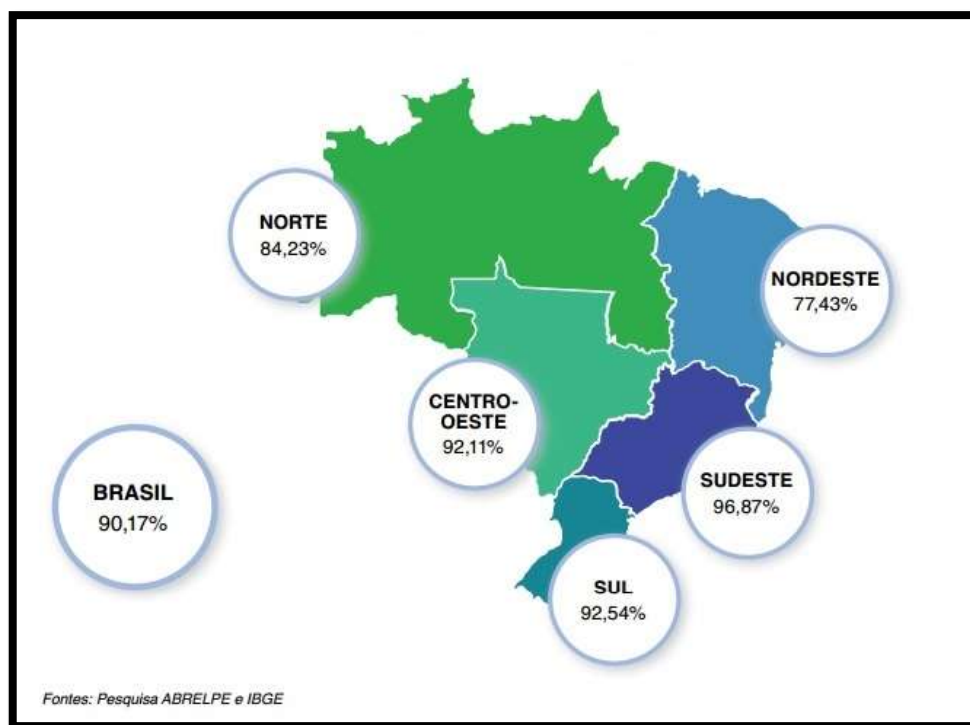 NORTE
84,23%
NORDESTE
77,43%
CENTRO-
OESTE
92,11%
BRASIL
90,17%
SUDESTE
96,87%
SUL
92,54%
Fontes: Pesquisa ABRELPE e IBGE